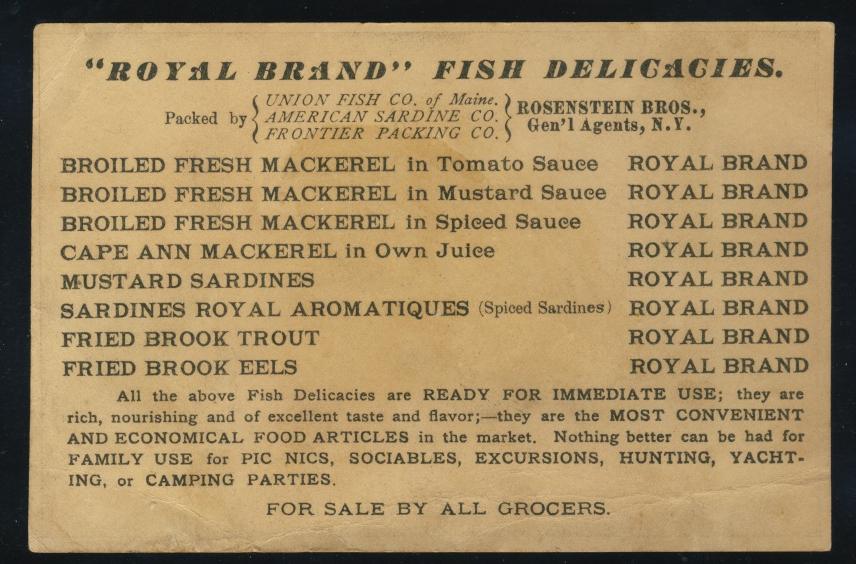 "ROYAL BRAND" FISH DELICACIES.
Packed by { UNION FISH CO. of Maine. AMERICAN SARDINE CO. FRONTIER PACKING CO. } ROSENSTEIN BROS., Gen'l Agents, N.Y.
BROILED FRESH MACKEREL in Tomato Sauce ROYAL BRAND
BROILED FRESH MACKEREL in Mustard Sauce ROYAL BRAND
BROILED FRESH MACKEREL in Spiced Sauce ROYAL BRAND
CAPE ANN MACKEREL in Own Juice ROYAL BRAND
MUSTARD SARDINES ROYAL BRAND
SARDINES ROYAL AROMATIQUES (Spiced Sardines) ROYAL BRAND
FRIED BROOK TROUT ROYAL BRAND
FRIED BROOK EELS ROYAL BRAND
All the above Fish Delicacies are READY FOR IMMEDIATE USE; they are
rich, nourishing and of excellent taste and flavor;—they are the MOST CONVENIENT
AND ECONOMICAL FOOD ARTICLES in the market. Nothing better can be had for
FAMILY USE for PIC NICS, SOCIABLES, EXCURSIONS, HUNTING, YACHT-
ING, or CAMPING PARTIES.
FOR SALE BY ALL GROCERS.